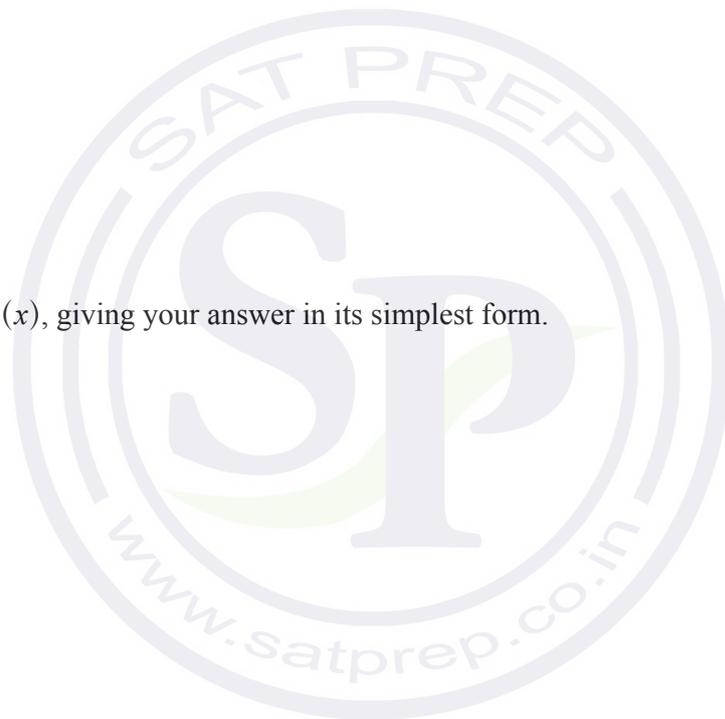 SAT PREP
SP
(x), giving your answer in its simplest form.
www.satprep.co.in